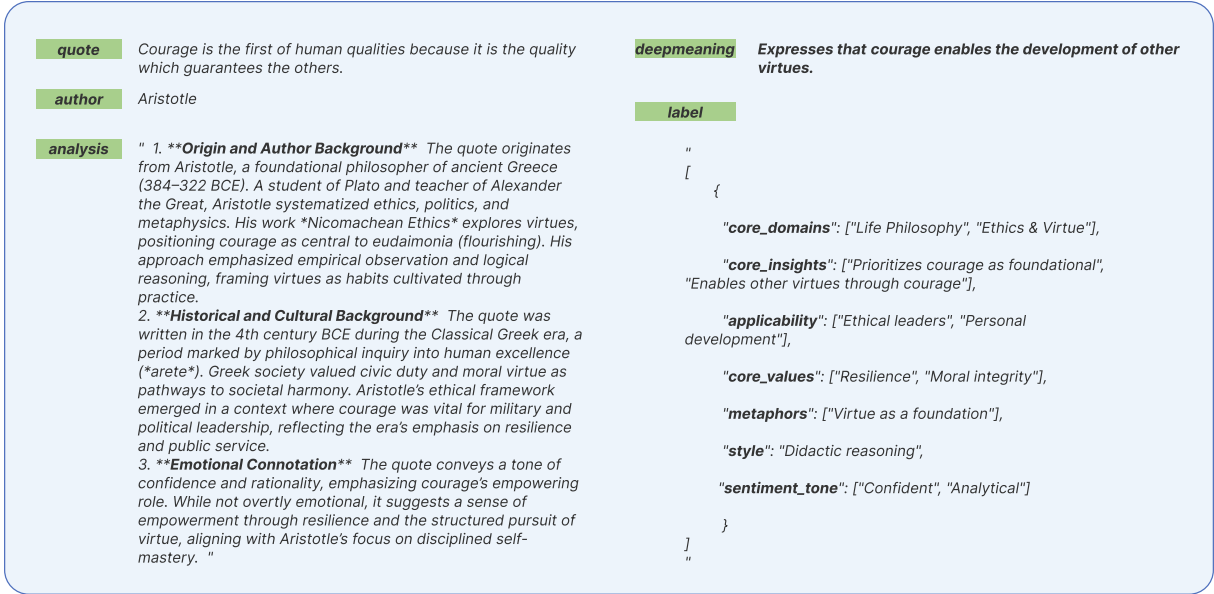 quote
Courage is the first of human qualities because it is the quality
which guarantees the others.
author
Aristotle
analysis
" 1. **Origin and Author Background** The quote originates
from Aristotle, a foundational philosopher of ancient Greece
(384–322 BCE). A student of Plato and teacher of Alexander
the Great, Aristotle systematized ethics, politics, and
metaphysics. His work *Nicomachean Ethics* explores virtues,
positioning courage as central to eudaimonia (flourishing). His
approach emphasized empirical observation and logical
reasoning, framing virtues as habits cultivated through
practice.
2. **Historical and Cultural Background** The quote was
written in the 4th century BCE during the Classical Greek era, a
period marked by philosophical inquiry into human excellence
(*arete*). Greek society valued civic duty and moral virtue as
pathways to societal harmony. Aristotle's ethical framework
emerged in a context where courage was vital for military and
political leadership, reflecting the era's emphasis on resilience
and public service.
3. **Emotional Connotation** The quote conveys a tone of
confidence and rationality, emphasizing courage's empowering
role. While not overtly emotional, it suggests a sense of
empowerment through resilience and the structured pursuit of
virtue, aligning with Aristotle's focus on disciplined self-
mastery. "
deepmeaning
Expresses that courage enables the development of other
virtues.
label
"
[
{
"core_domains": ["Life Philosophy", "Ethics & Virtue"],
"core_insights": ["Prioritizes courage as foundational",
"Enables other virtues through courage"],
"applicability": ["Ethical leaders", "Personal
development"],
"core_values": ["Resilience", "Moral integrity"],
"metaphors": ["Virtue as a foundation"],
"style": "Didactic reasoning",
"sentiment_tone": ["Confident", "Analytical"]
}
]
"